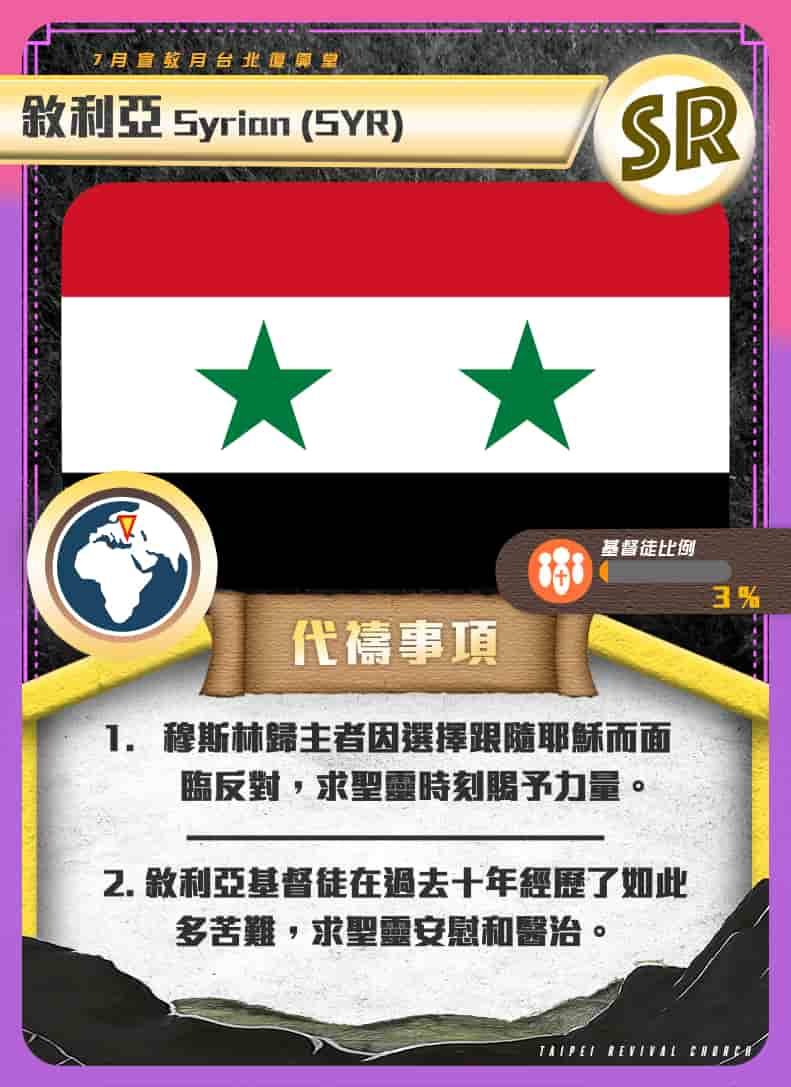 7月宣教月台北復興堂
敘利亞 Syrian (SYR)
SR
基督徒比例
3%
代禱事項
1. 穆斯林歸主者因選擇跟隨耶穌而面
臨反對，求聖靈時刻賜予力量。
2. 敘利亞基督徒在過去十年經歷了如此
多苦難，求聖靈安慰和醫治。
TAIPEI REVIVAL CHURCH